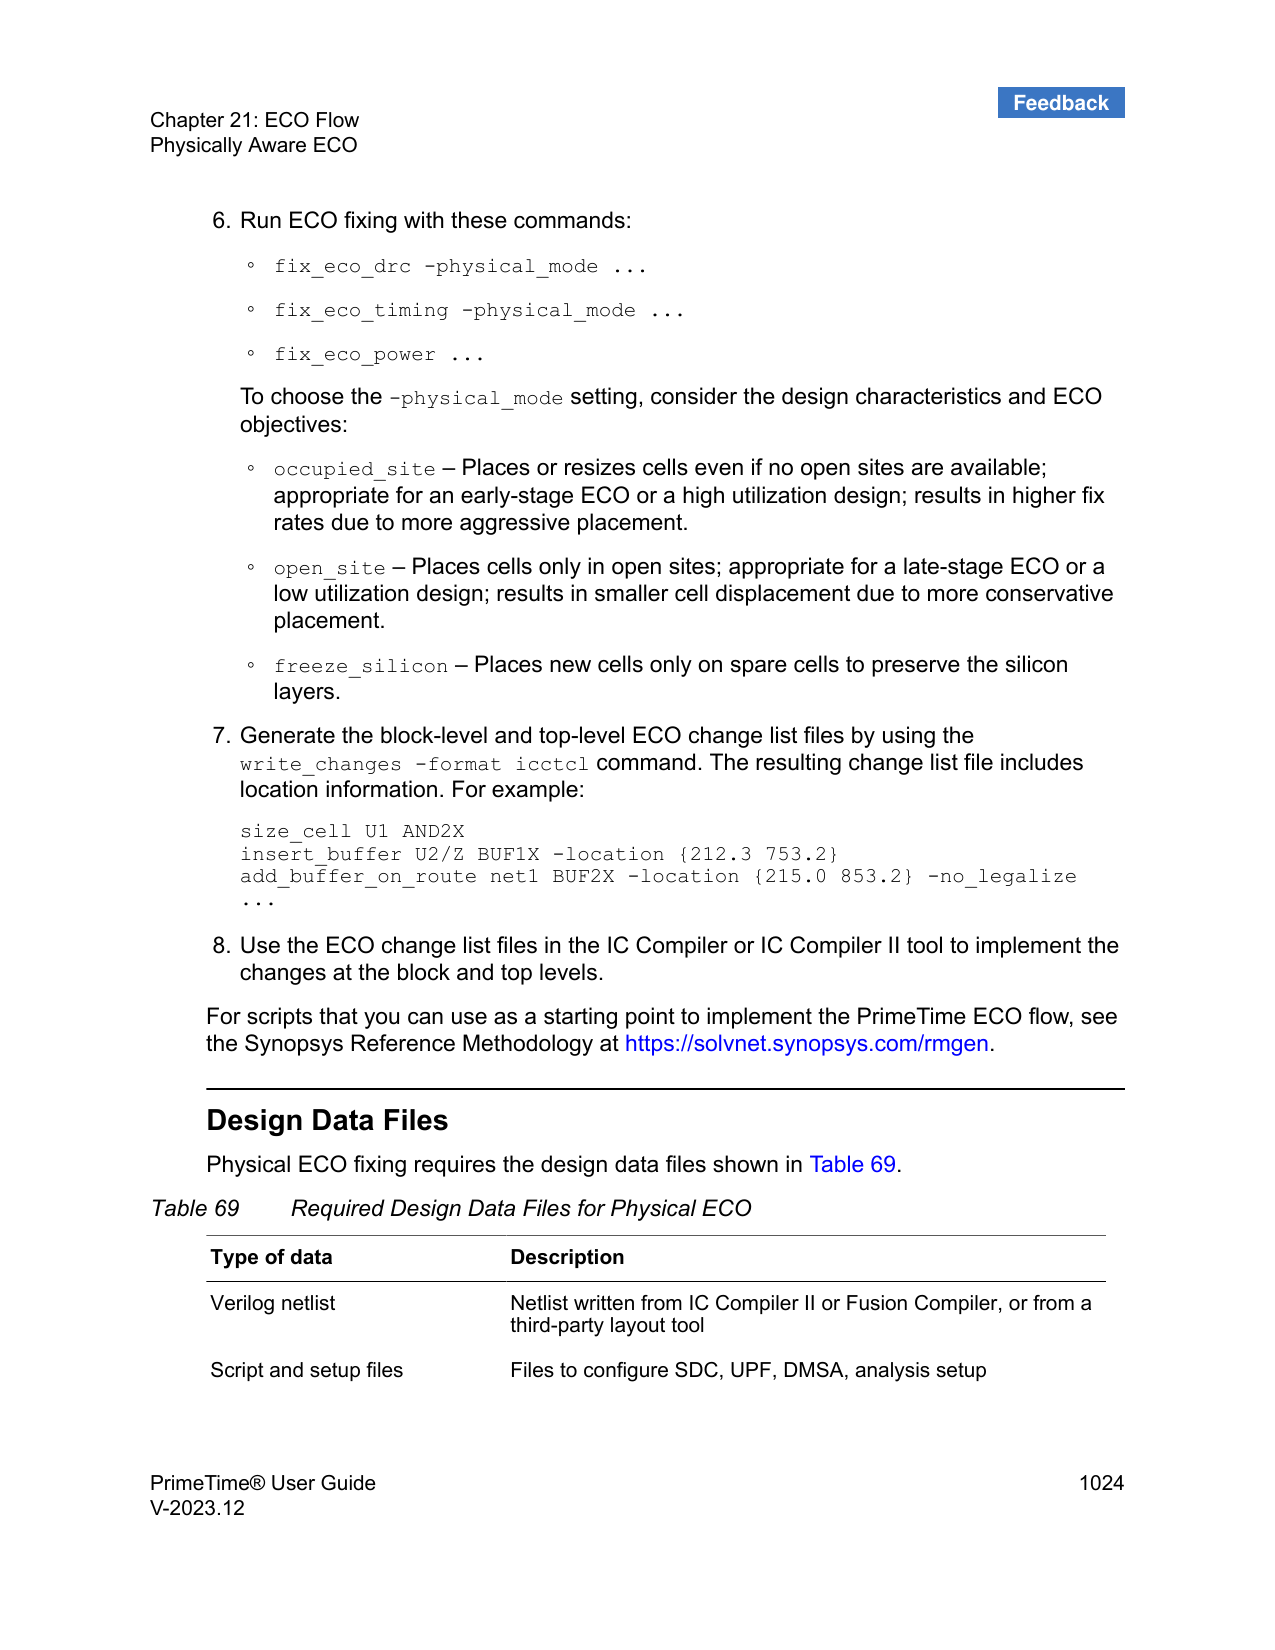 Feedback
Chapter 21: ECO Flow
Physically Aware ECO
6. Run ECO fixing with these commands:
◦ fix_eco_drc -physical_mode ...
◦ fix_eco_timing -physical_mode ...
◦ fix_eco_power ...
To choose the -physical_mode setting, consider the design characteristics and ECO
objectives:
◦ occupied_site – Places or resizes cells even if no open sites are available;
appropriate for an early-stage ECO or a high utilization design; results in higher fix
rates due to more aggressive placement.
◦ open_site – Places cells only in open sites; appropriate for a late-stage ECO or a
low utilization design; results in smaller cell displacement due to more conservative
placement.
◦ freeze_silicon – Places new cells only on spare cells to preserve the silicon
layers.
7. Generate the block-level and top-level ECO change list files by using the
write_changes -format icctcl command. The resulting change list file includes
location information. For example:
size_cell U1 AND2X
insert_buffer U2/Z BUF1X -location {212.3 753.2}
add_buffer_on_route net1 BUF2X -location {215.0 853.2} -no_legalize
...
8. Use the ECO change list files in the IC Compiler or IC Compiler II tool to implement the
changes at the block and top levels.
For scripts that you can use as a starting point to implement the PrimeTime ECO flow, see
the Synopsys Reference Methodology at https://solvnet.synopsys.com/rmgen.
Design Data Files
Physical ECO fixing requires the design data files shown in Table 69.
Table 69 Required Design Data Files for Physical ECO
Type of data Description
Verilog netlist Netlist written from IC Compiler II or Fusion Compiler, or from a
third-party layout tool
Script and setup files Files to configure SDC, UPF, DMSA, analysis setup
PrimeTime® User Guide 1024
V-2023.12